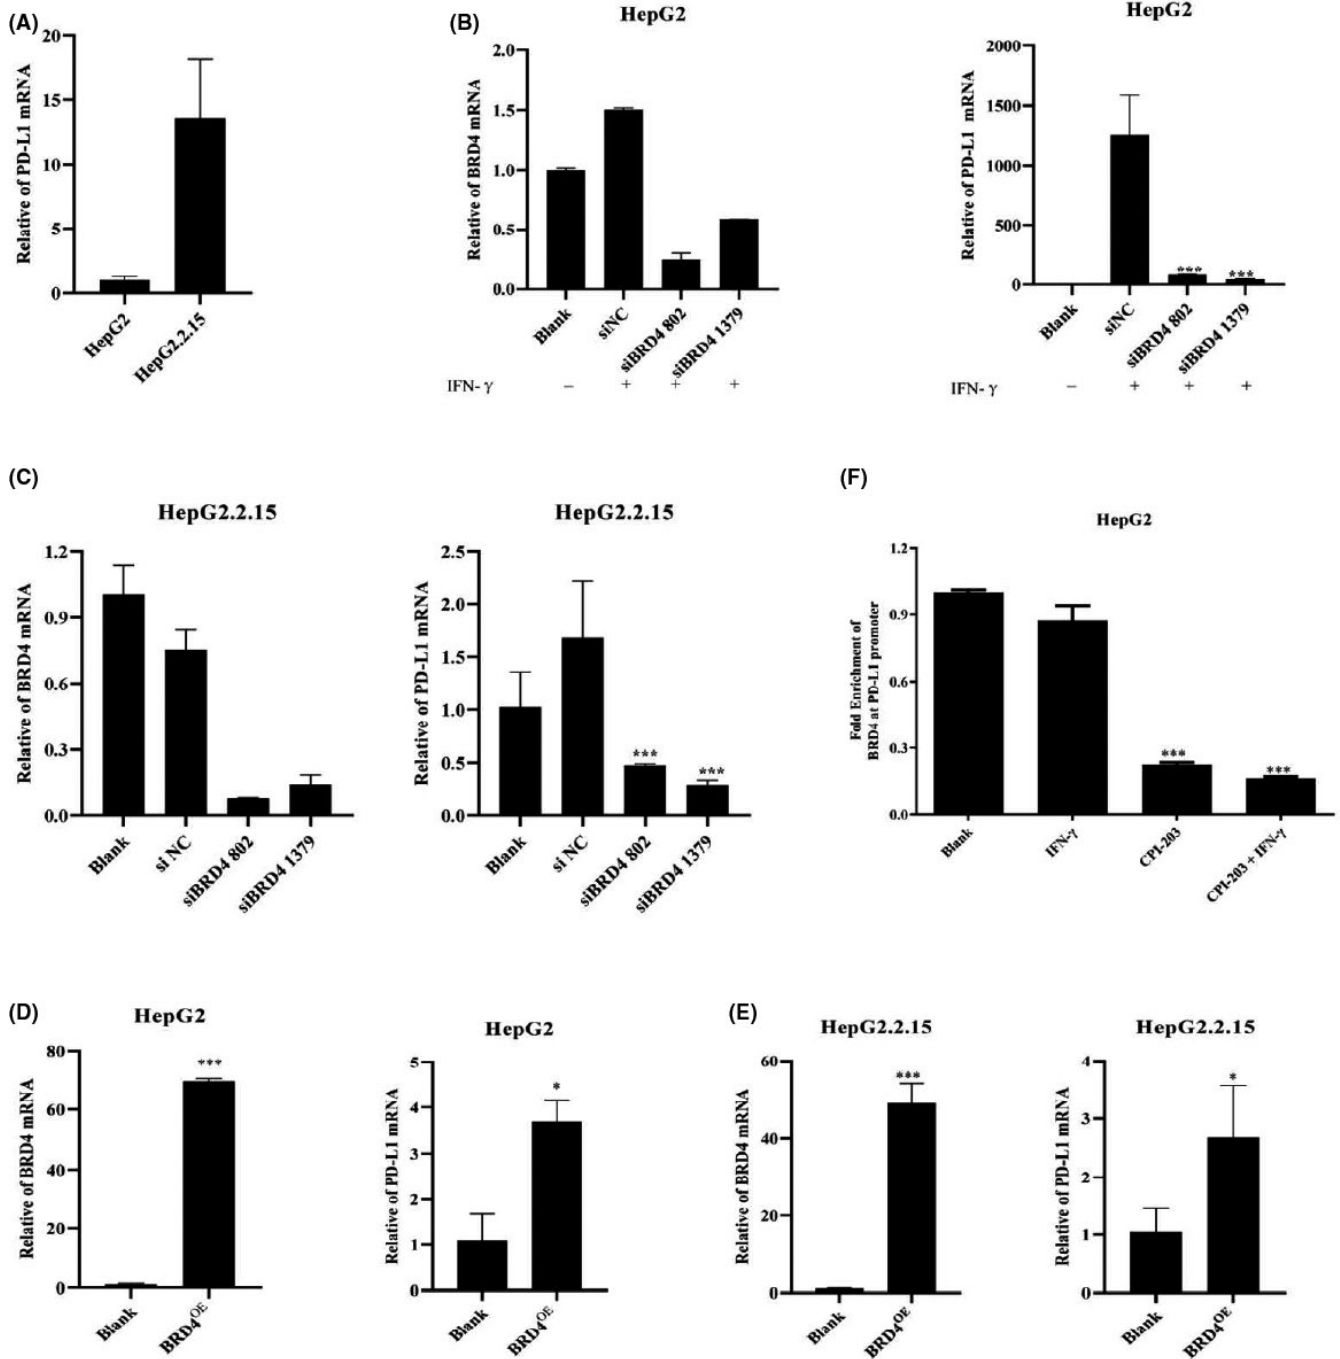 (A)
Relative of PD-L1 mRNA
20
15
10
5
0
HepG2
HepG2.2.15
(B)
HepG2
Relative of BRD4 mRNA
2.0
1.5
1.0
0.5
0.0
Blank
siNC
siBRD4 802
siBRD4 1379
IFN- γ
− + + +
HepG2
Relative of PD-L1 mRNA
2000
1500
1000
500
0
*** ***
Blank
siNC
siBRD4 802
siBRD4 1379
IFN- γ
− + + +
(C)
HepG2.2.15
Relative of BRD4 mRNA
1.2
0.9
0.6
0.3
0.0
Blank
si NC
siBRD4 802
siBRD4 1379
HepG2.2.15
Relative of PD-L1 mRNA
2.5
2.0
1.5
1.0
0.5
0.0
***
***
Blank
si NC
siBRD4 802
siBRD4 1379
(F)
HepG2
Fold Enrichment of
BRD4 at PD-L1 promoter
1.2
0.9
0.6
0.3
0.0
***
***
Blank
IFN-γ
CPI-203
CPI-203 + IFN-γ
(D)
HepG2
Relative of BRD4 mRNA
80
60
40
20
0
***
Blank
BRD4OE
HepG2
Relative of PD-L1 mRNA
5
4
3
2
1
0
*
Blank
BRD4OE
(E)
HepG2.2.15
Relative of BRD4 mRNA
60
40
20
0
***
Blank
BRD4OE
HepG2.2.15
Relative of PD-L1 mRNA
4
3
2
1
0
*
Blank
BRD4OE